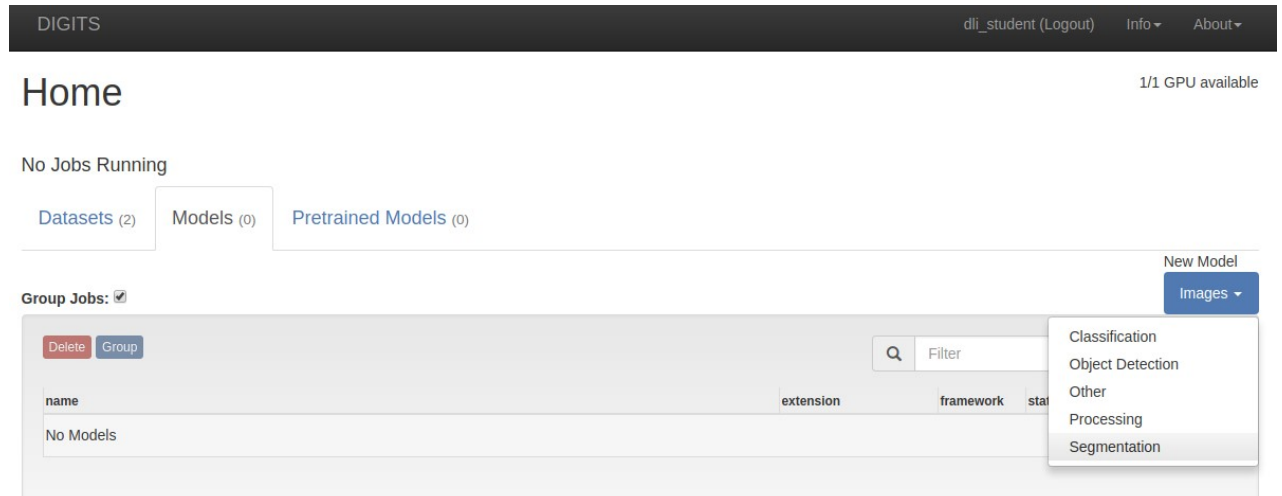 DIGITS dli_student (Logout) Info About
Home 1/1 GPU available
No Jobs Running
Datasets (2) Models (0) Pretrained Models (0)
New Model
Group Jobs: Images
Delete Group Filter
Classification
Object Detection
Other
Processing
Segmentation
name extension framework
No Models